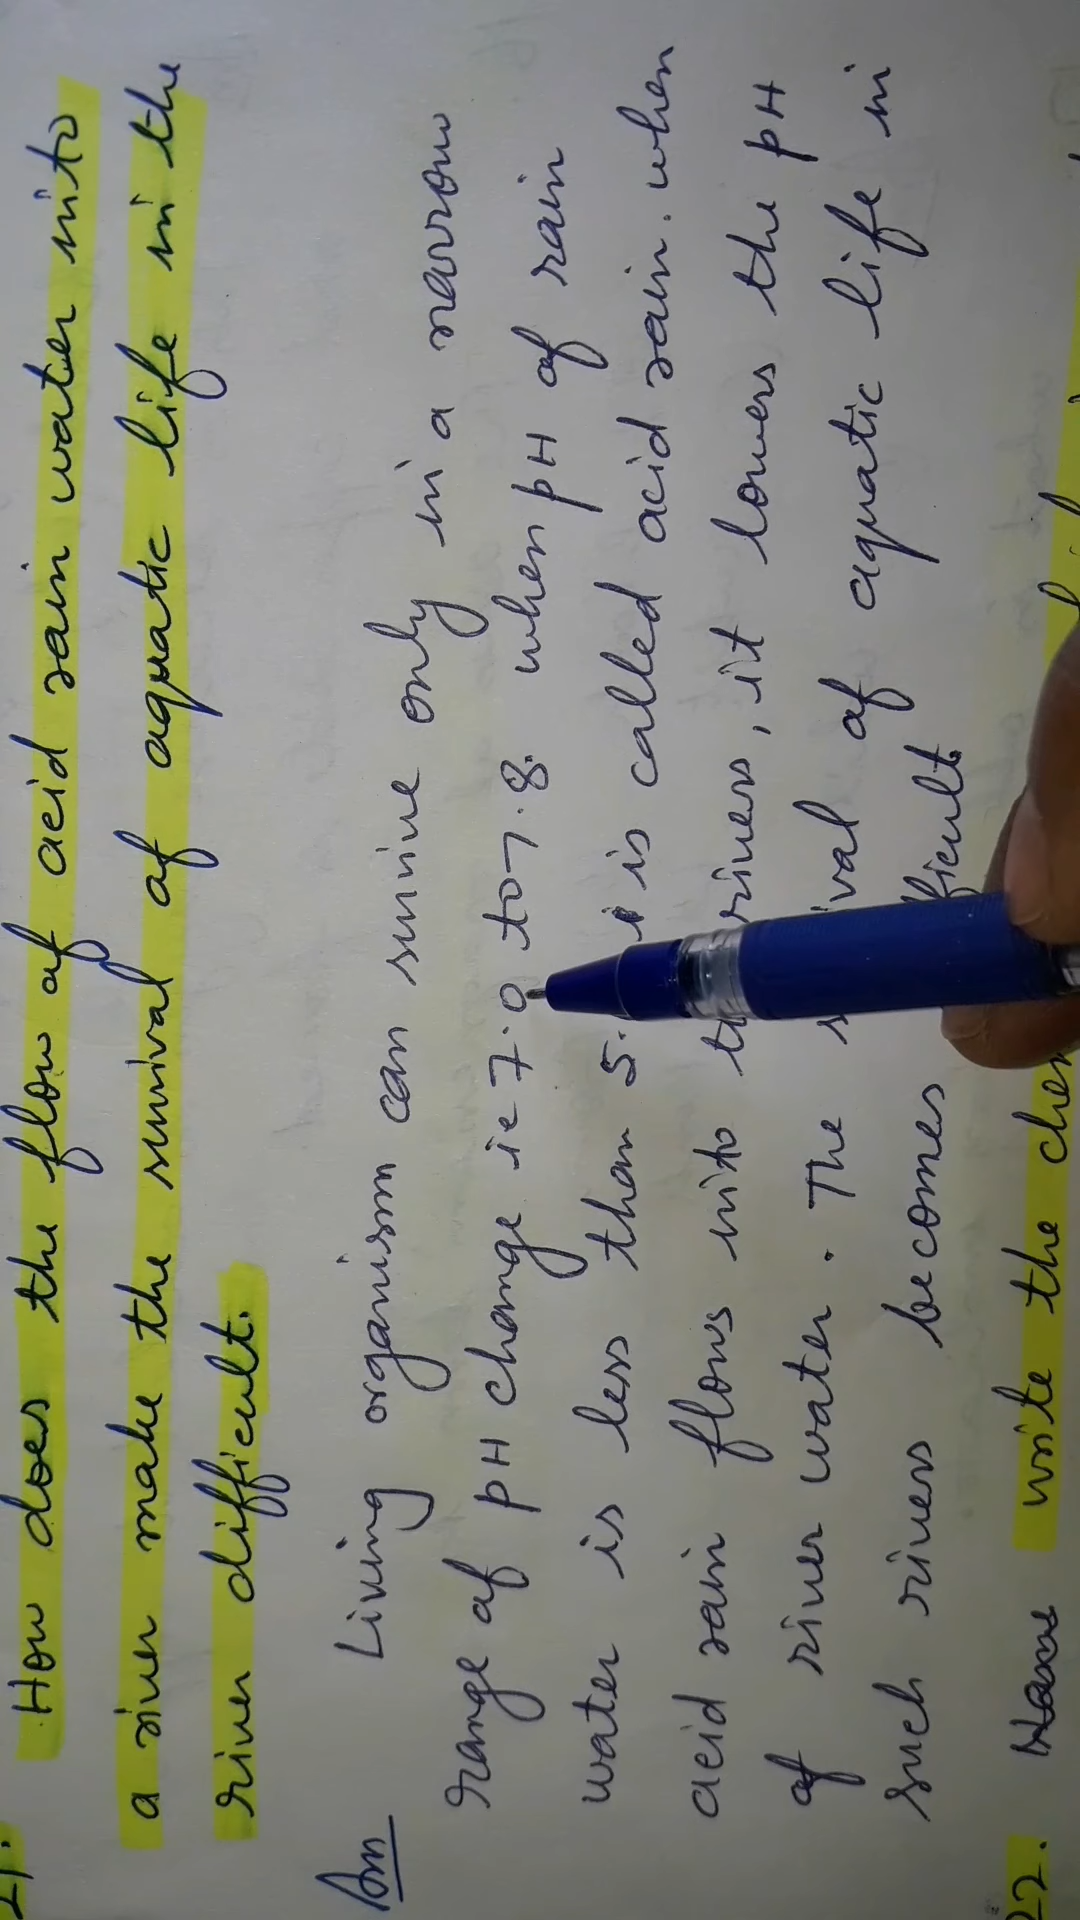 21.
How does the flow of acid rain water into
a river make the survival of aquatic life in the
river difficult.
Ans Living organism can survive only in a narrow
range of pH change ie 7.0 to 7.8. when pH of rain
water is less than 5. is called acid rain. when
acid rain flows into the rivers, it lowers the pH
of river water. The survival of aquatic life in
such rivers becomes difficult
22. write the